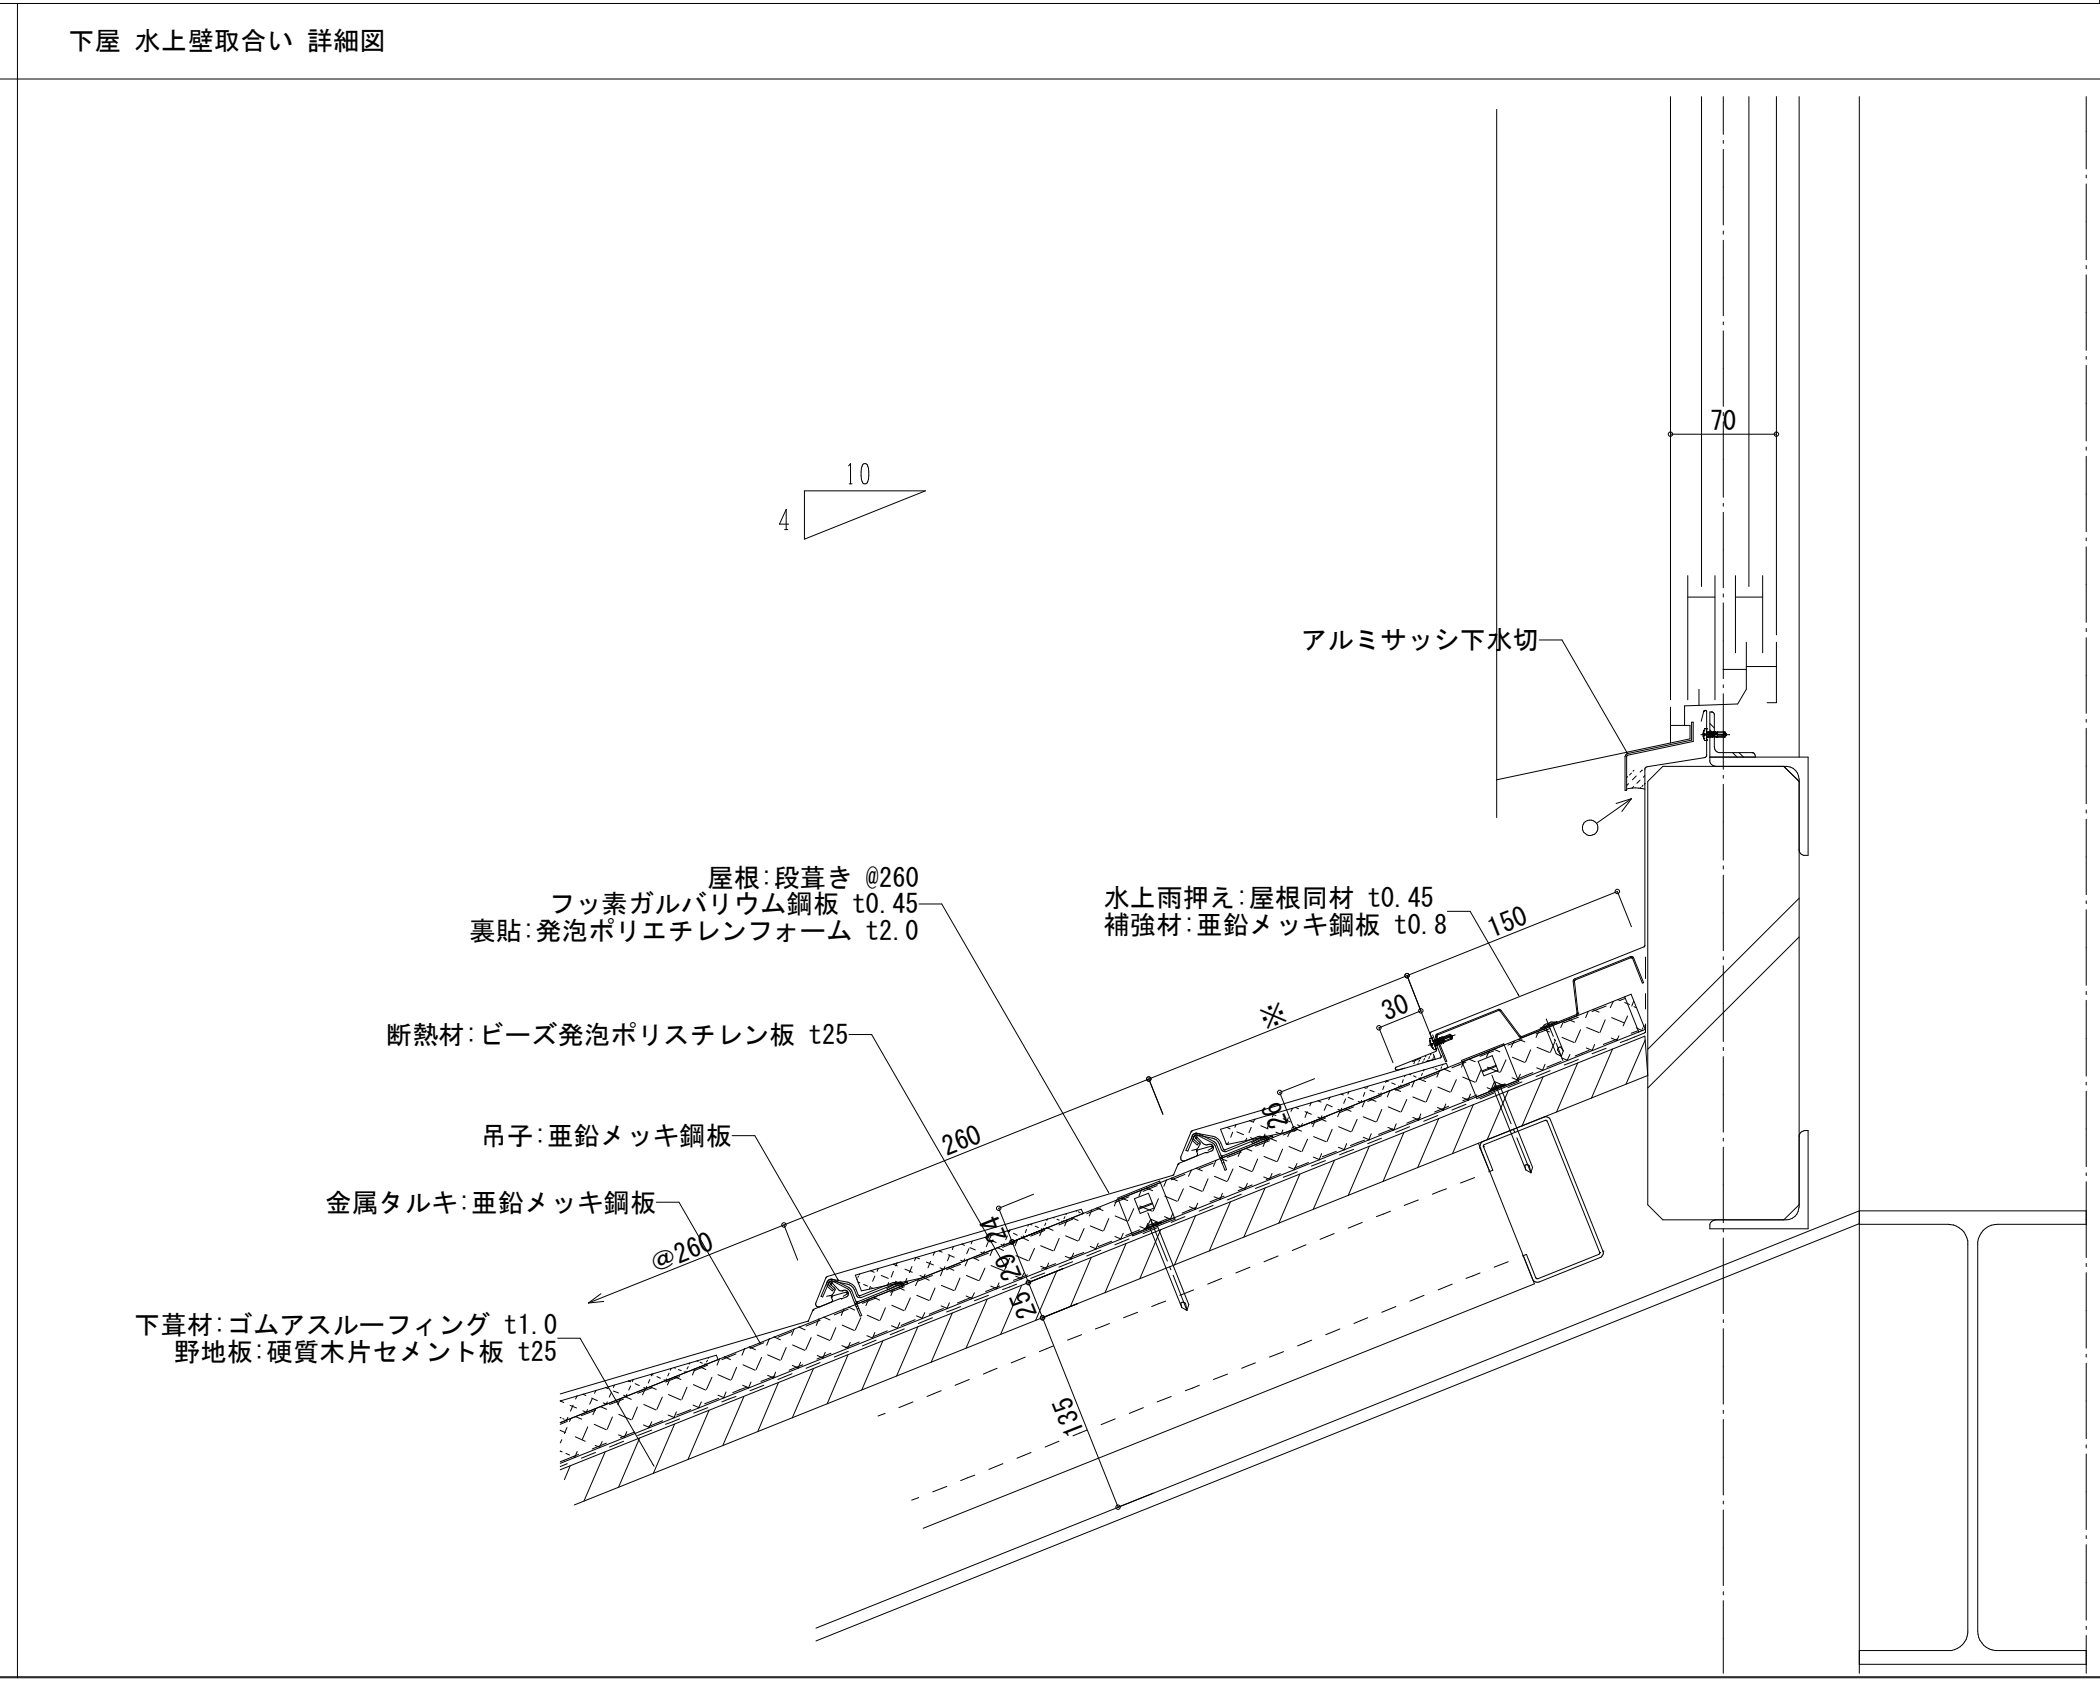 下屋 水上壁取合い 詳細図
70
10
4
アルミサッシ下水切
屋根:段葺き @260
フッ素ガルバリウム鋼板 t0.45
裏貼:発泡ポリエチレンフォーム t2.0
水上雨押え:屋根同材 t0.45
補強材:亜鉛メッキ鋼板 t0.8
150
30
※
断熱材:ビーズ発泡ポリスチレン板 t25
26
吊子:亜鉛メッキ鋼板
260
金属タルキ:亜鉛メッキ鋼板
24
@260
29
25
下葺材:ゴムアスルーフィング t1.0
野地板:硬質木片セメント板 t25
135